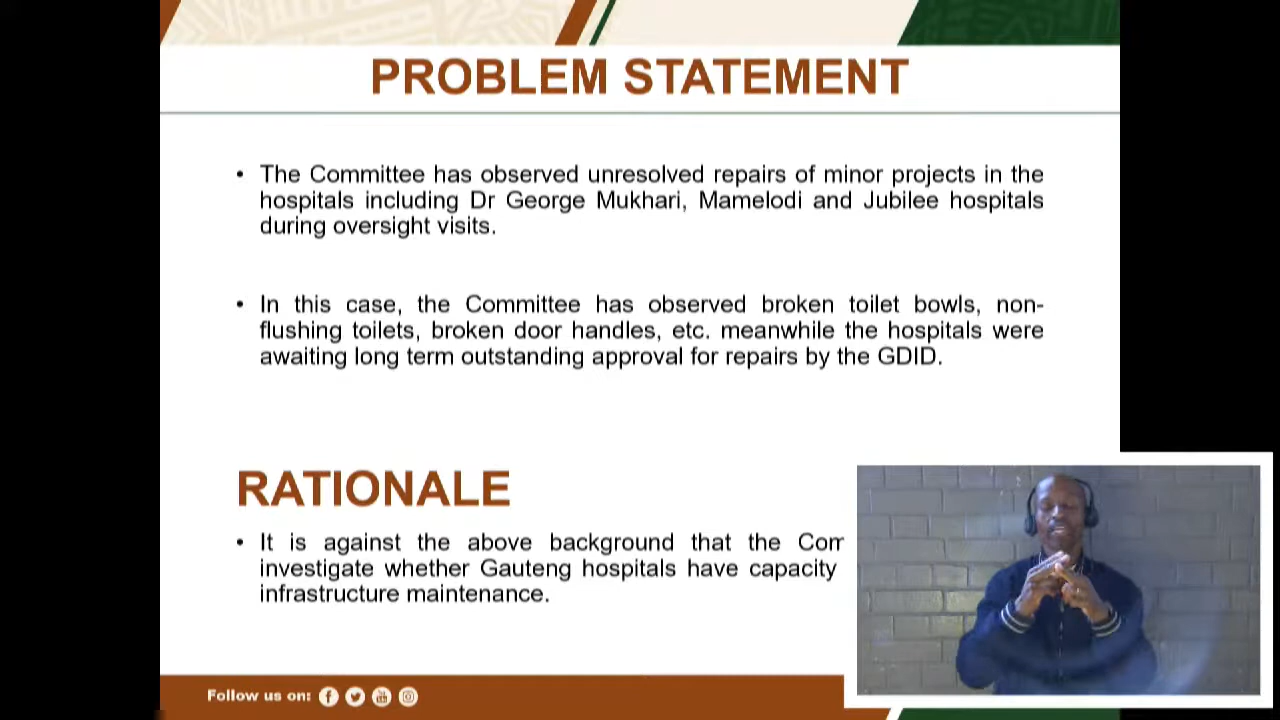 PROBLEM STATEMENT
• The Committee has observed unresolved repairs of minor projects in the
hospitals including Dr George Mukhari, Mamelodi and Jubilee hospitals
during oversight visits.
• In this case, the Committee has observed broken toilet bowls, non-
flushing toilets, broken door handles, etc. meanwhile the hospitals were
awaiting long term outstanding approval for repairs by the GDID.
RATIONALE
• It is against the above background that the
investigate whether Gauteng hospitals have capacity
infrastructure maintenance.
Follow us on: